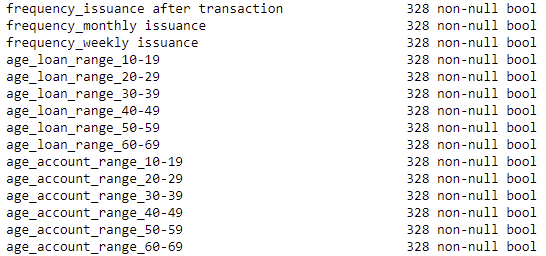 frequency_issuance after transaction 328 non-null bool
frequency_monthly issuance 328 non-null bool
frequency_weekly issuance 328 non-null bool
age_loan_range_10-19 328 non-null bool
age_loan_range_20-29 328 non-null bool
age_loan_range_30-39 328 non-null bool
age_loan_range_40-49 328 non-null bool
age_loan_range_50-59 328 non-null bool
age_loan_range_60-69 328 non-null bool
age_account_range_10-19 328 non-null bool
age_account_range_20-29 328 non-null bool
age_account_range_30-39 328 non-null bool
age_account_range_40-49 328 non-null bool
age_account_range_50-59 328 non-null bool
age_account_range_60-69 328 non-null bool